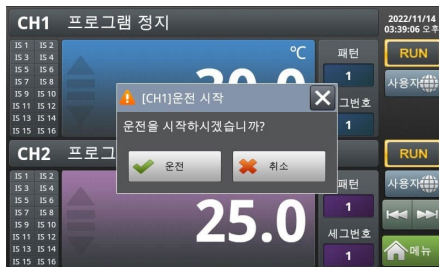 CH1 프로그램 정지
2022/11/14
03:39:06 오후
IS 1 IS 2
IS 3 IS 4
IS 5 IS 6
IS 7 IS 8
IS 9 IS 10
IS 11 IS 12
IS 13 IS 14
IS 15 IS 16
℃
패턴
1
그번호
1
RUN
사용자
[CH1]운전 시작
운전을 시작하시겠습니까?
운전
취소
CH2 프로그
IS 1 IS 2
IS 3 IS 4
IS 5 IS 6
IS 7 IS 8
IS 9 IS 10
IS 11 IS 12
IS 13 IS 14
IS 15 IS 16
25.0
패턴
1
세그번호
1
RUN
사용자
메뉴